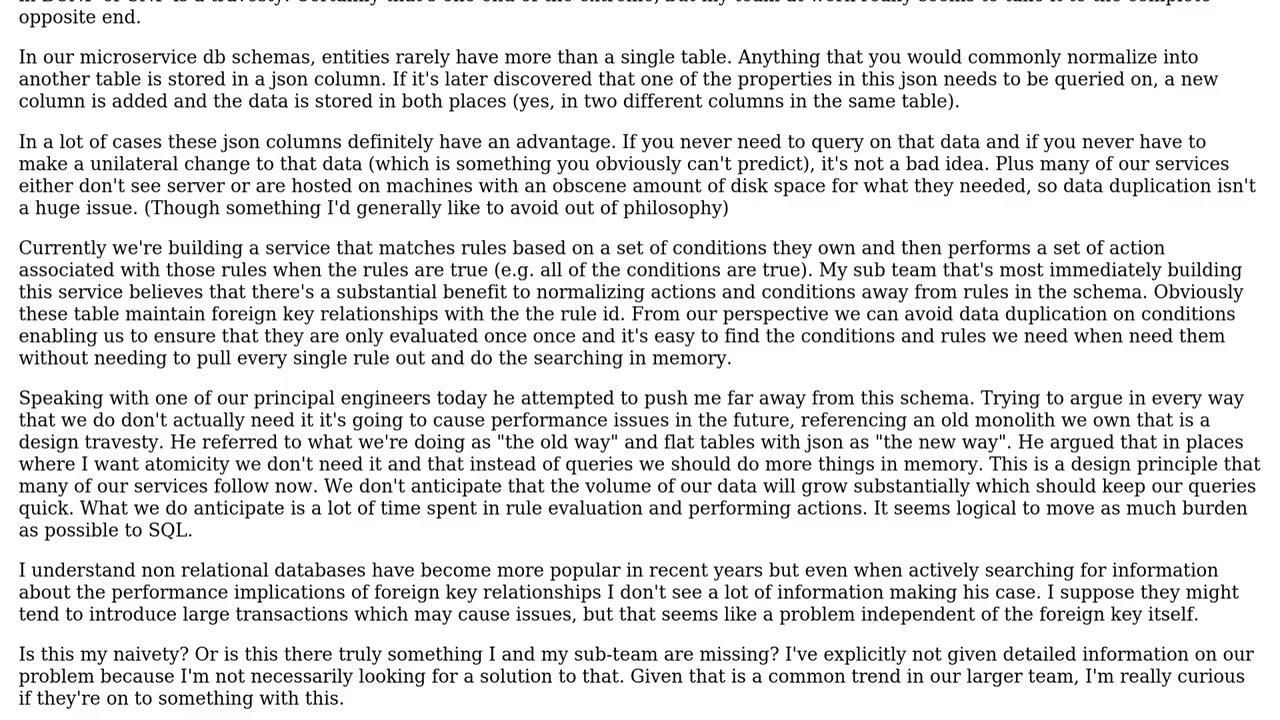 opposite end.
In our microservice db schemas, entities rarely have more than a single table. Anything that you would commonly normalize into
another table is stored in a json column. If it's later discovered that one of the properties in this json needs to be queried on, a new
column is added and the data is stored in both places (yes, in two different columns in the same table).
In a lot of cases these json columns definitely have an advantage. If you never need to query on that data and if you never have to
make a unilateral change to that data (which is something you obviously can't predict), it's not a bad idea. Plus many of our services
either don't see server or are hosted on machines with an obscene amount of disk space for what they needed, so data duplication isn't
a huge issue. (Though something I'd generally like to avoid out of philosophy)
Currently we're building a service that matches rules based on a set of conditions they own and then performs a set of action
associated with those rules when the rules are true (e.g. all of the conditions are true). My sub team that's most immediately building
this service believes that there's a substantial benefit to normalizing actions and conditions away from rules in the schema. Obviously
these table maintain foreign key relationships with the the rule id. From our perspective we can avoid data duplication on conditions
enabling us to ensure that they are only evaluated once once and it's easy to find the conditions and rules we need when need them
without needing to pull every single rule out and do the searching in memory.
Speaking with one of our principal engineers today he attempted to push me far away from this schema. Trying to argue in every way
that we do don't actually need it it's going to cause performance issues in the future, referencing an old monolith we own that is a
design travesty. He referred to what we're doing as "the old way" and flat tables with json as "the new way". He argued that in places
where I want atomicity we don't need it and that instead of queries we should do more things in memory. This is a design principle that
many of our services follow now. We don't anticipate that the volume of our data will grow substantially which should keep our queries
quick. What we do anticipate is a lot of time spent in rule evaluation and performing actions. It seems logical to move as much burden
as possible to SQL.
I understand non relational databases have become more popular in recent years but even when actively searching for information
about the performance implications of foreign key relationships I don't see a lot of information making his case. I suppose they might
tend to introduce large transactions which may cause issues, but that seems like a problem independent of the foreign key itself.
Is this my naivety? Or is this there truly something I and my sub-team are missing? I've explicitly not given detailed information on our
problem because I'm not necessarily looking for a solution to that. Given that is a common trend in our larger team, I'm really curious
if they're on to something with this.